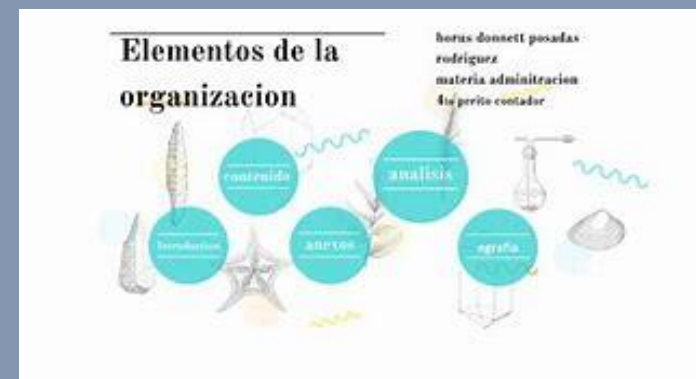 Elementos de la
organizacion
horus donnett posadas
rodriguez
materia adminitracion
4to perito contador
contenido
analisis
Introduccion
anexos
egrafia